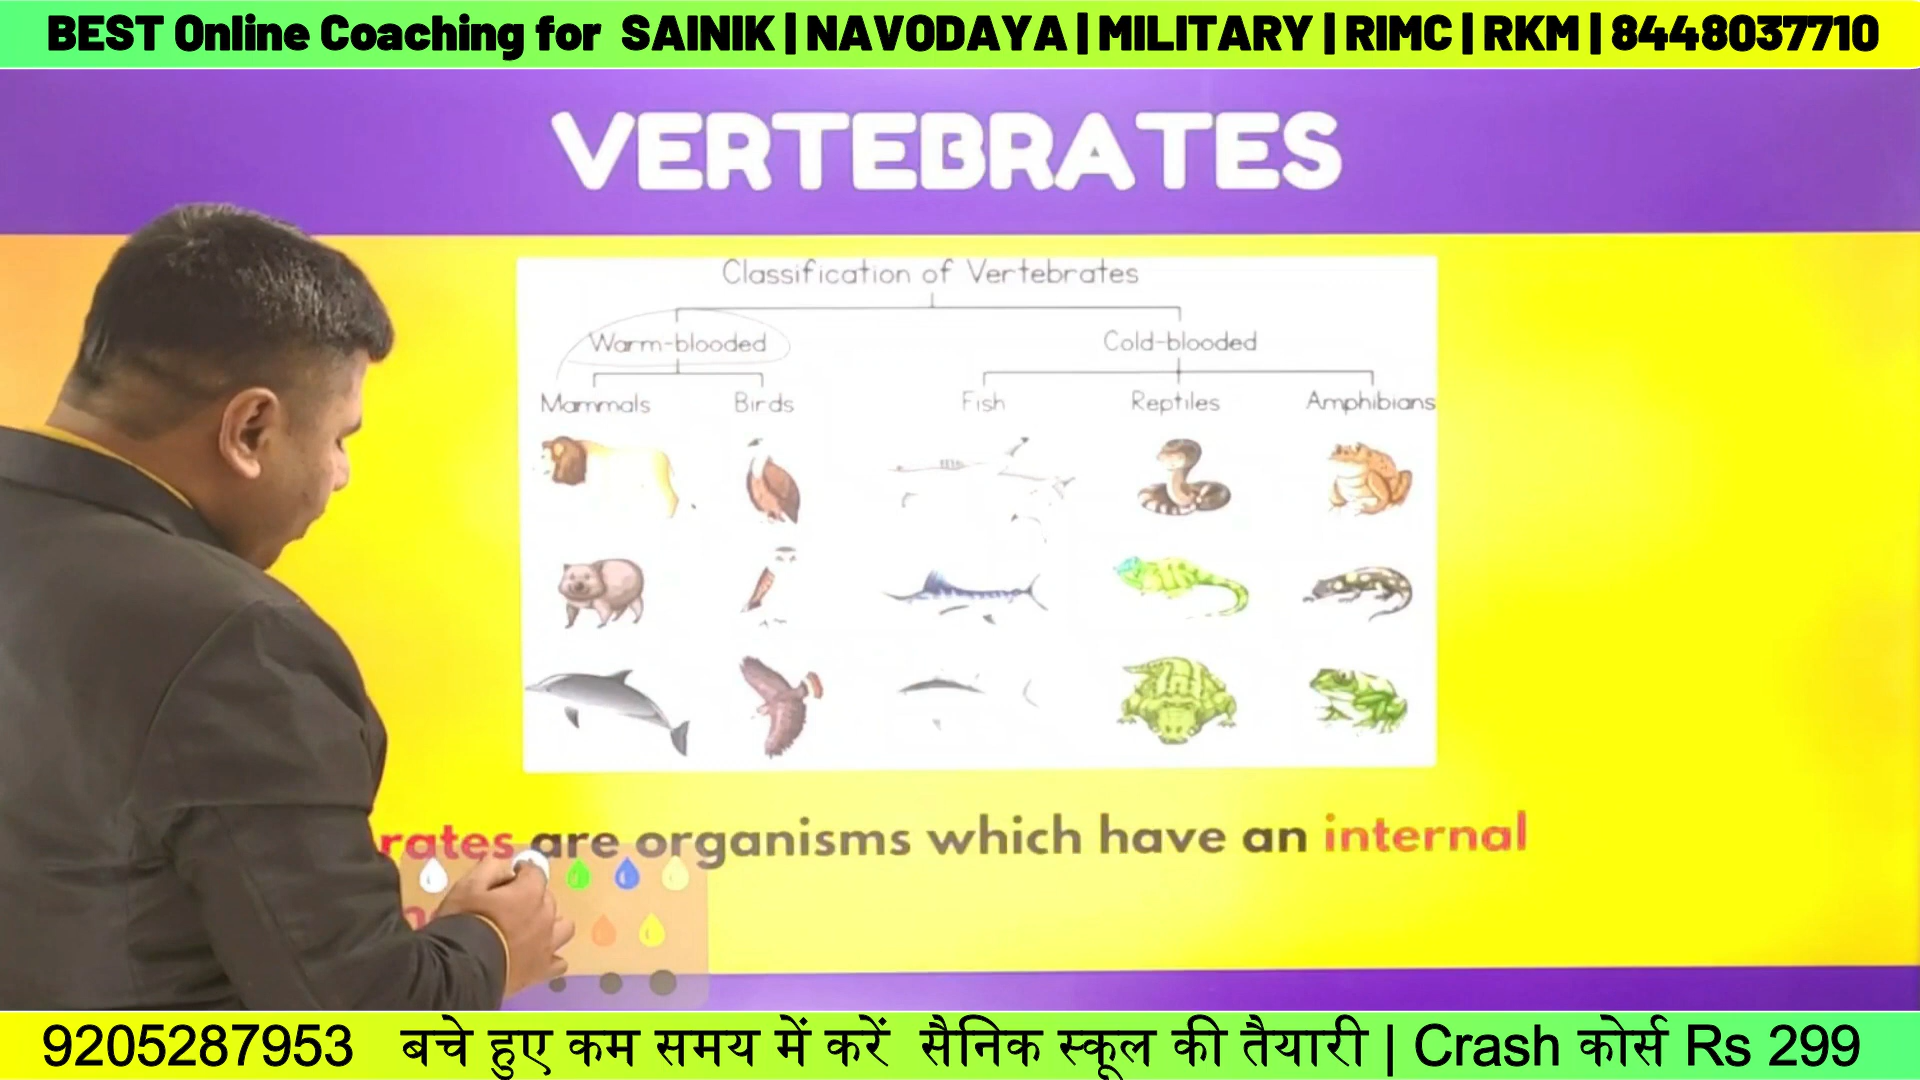 BEST Online Coaching for SAINIK | NAVODAYA | MILITARY | RIMC | RKM | 8448037710
VERTEBRATES
Classification of Vertebrates
Warm-blooded Cold-blooded
Mammals Birds Fish Reptiles Amphibians
rates are organisms which have an internal
9205287953 बचे हुए कम समय में करें सैनिक स्कूल की तैयारी | Crash कोर्स Rs 299